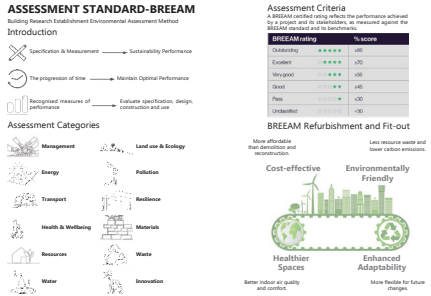 ASSESSMENT STANDARD-BREEAM
Building Research Establishment Environmental Assessment Method
Introduction
Specification & Measurement
Sustainability Performance
The progression of time
Maintain Optimal Performance
Recognised measures of
performance
Evaluate specification, design,
construction and use
Assessment Categories
Management
Land use & Ecology
Energy
Pollution
Transport
Resilience
Health & Wellbeing
Materials
Resources
Waste
Water
Innovation
Assessment Criteria
A BREEAM certified rating reflects the performance achieved
by a project and its stakeholders, as measured against the
BREEAM standard and its benchmarks.
BREEAM rating % score
Outstanding ★★★★★ ≥85
Excellent ★★★★ ≥70
Very good ★★★ ≥55
Good ★★ ≥45
Pass ★ ≥30
Unclassified <30
BREEAM Refurbishment and Fit-out
More affordable
than demolition and
reconstruction.
Less resource waste and
lower carbon emissions.
Cost-effective
Environmentally
Friendly
Healthier
Spaces
Enhanced
Adaptability
Better indoor air quality
and comfort
More flexible for future
changes.